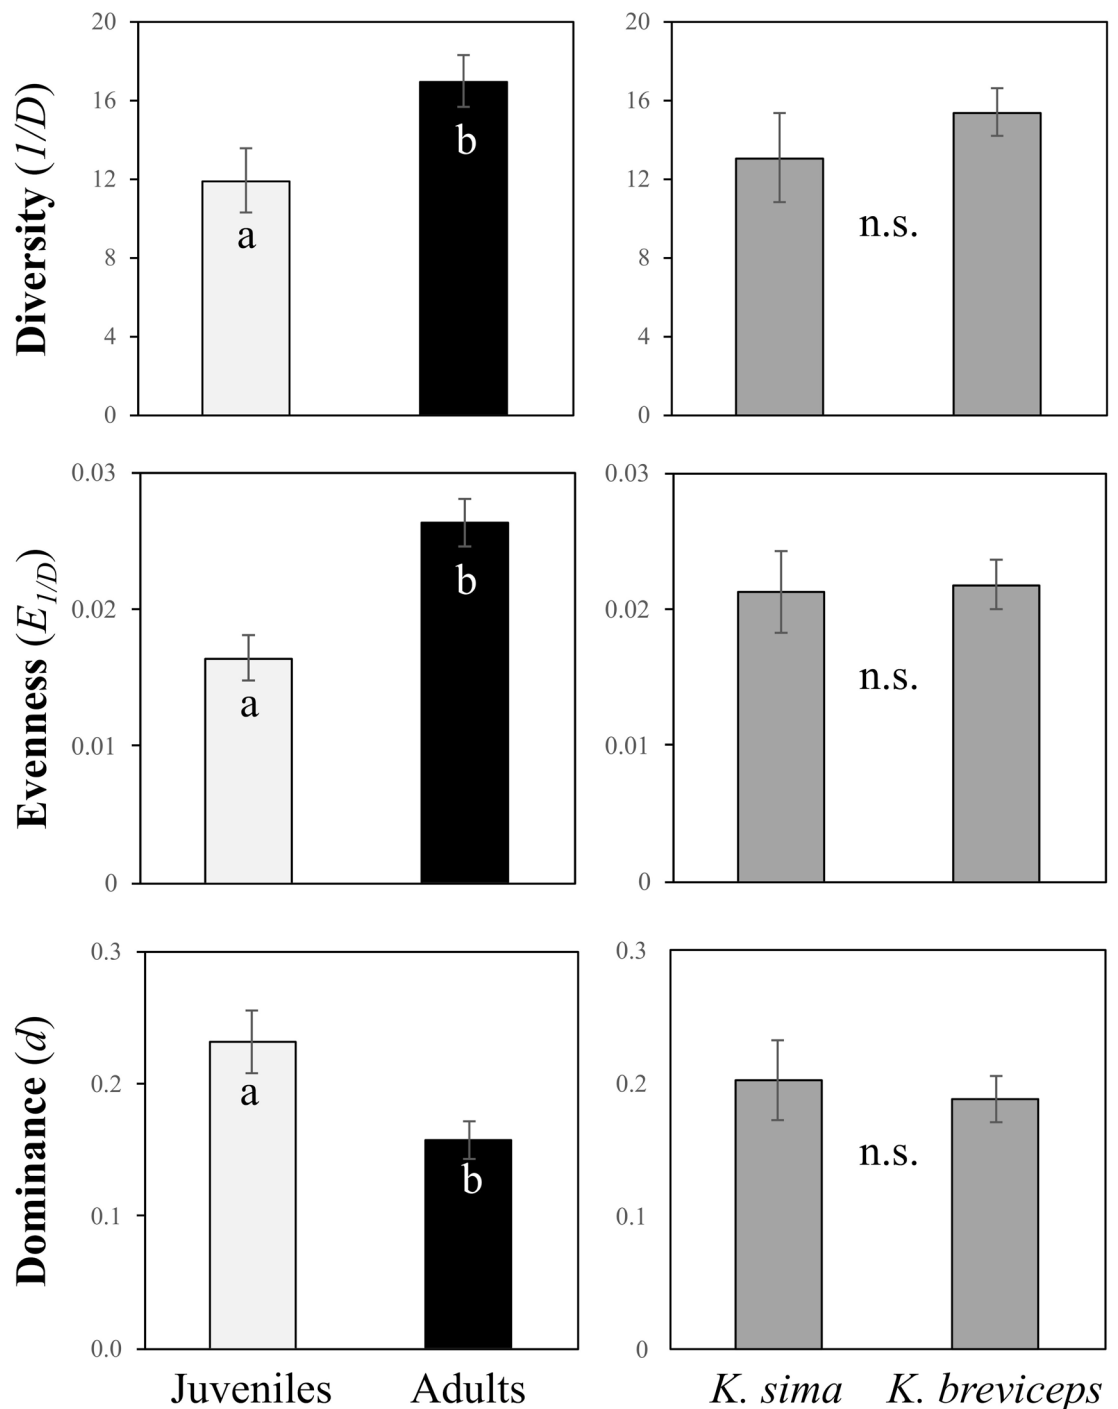 Diversity (1/D)
20
16
12
8
4
0
a
b
20
16
12
8
4
0
n.s.
Evenness (E1/D)
0.03
0.02
0.01
0
a
b
0.03
0.02
0.01
0
n.s.
Dominance (d)
0.3
0.2
0.1
0.0
a
b
Juveniles Adults
0.3
0.2
0.1
0
n.s.
K. sima K. breviceps